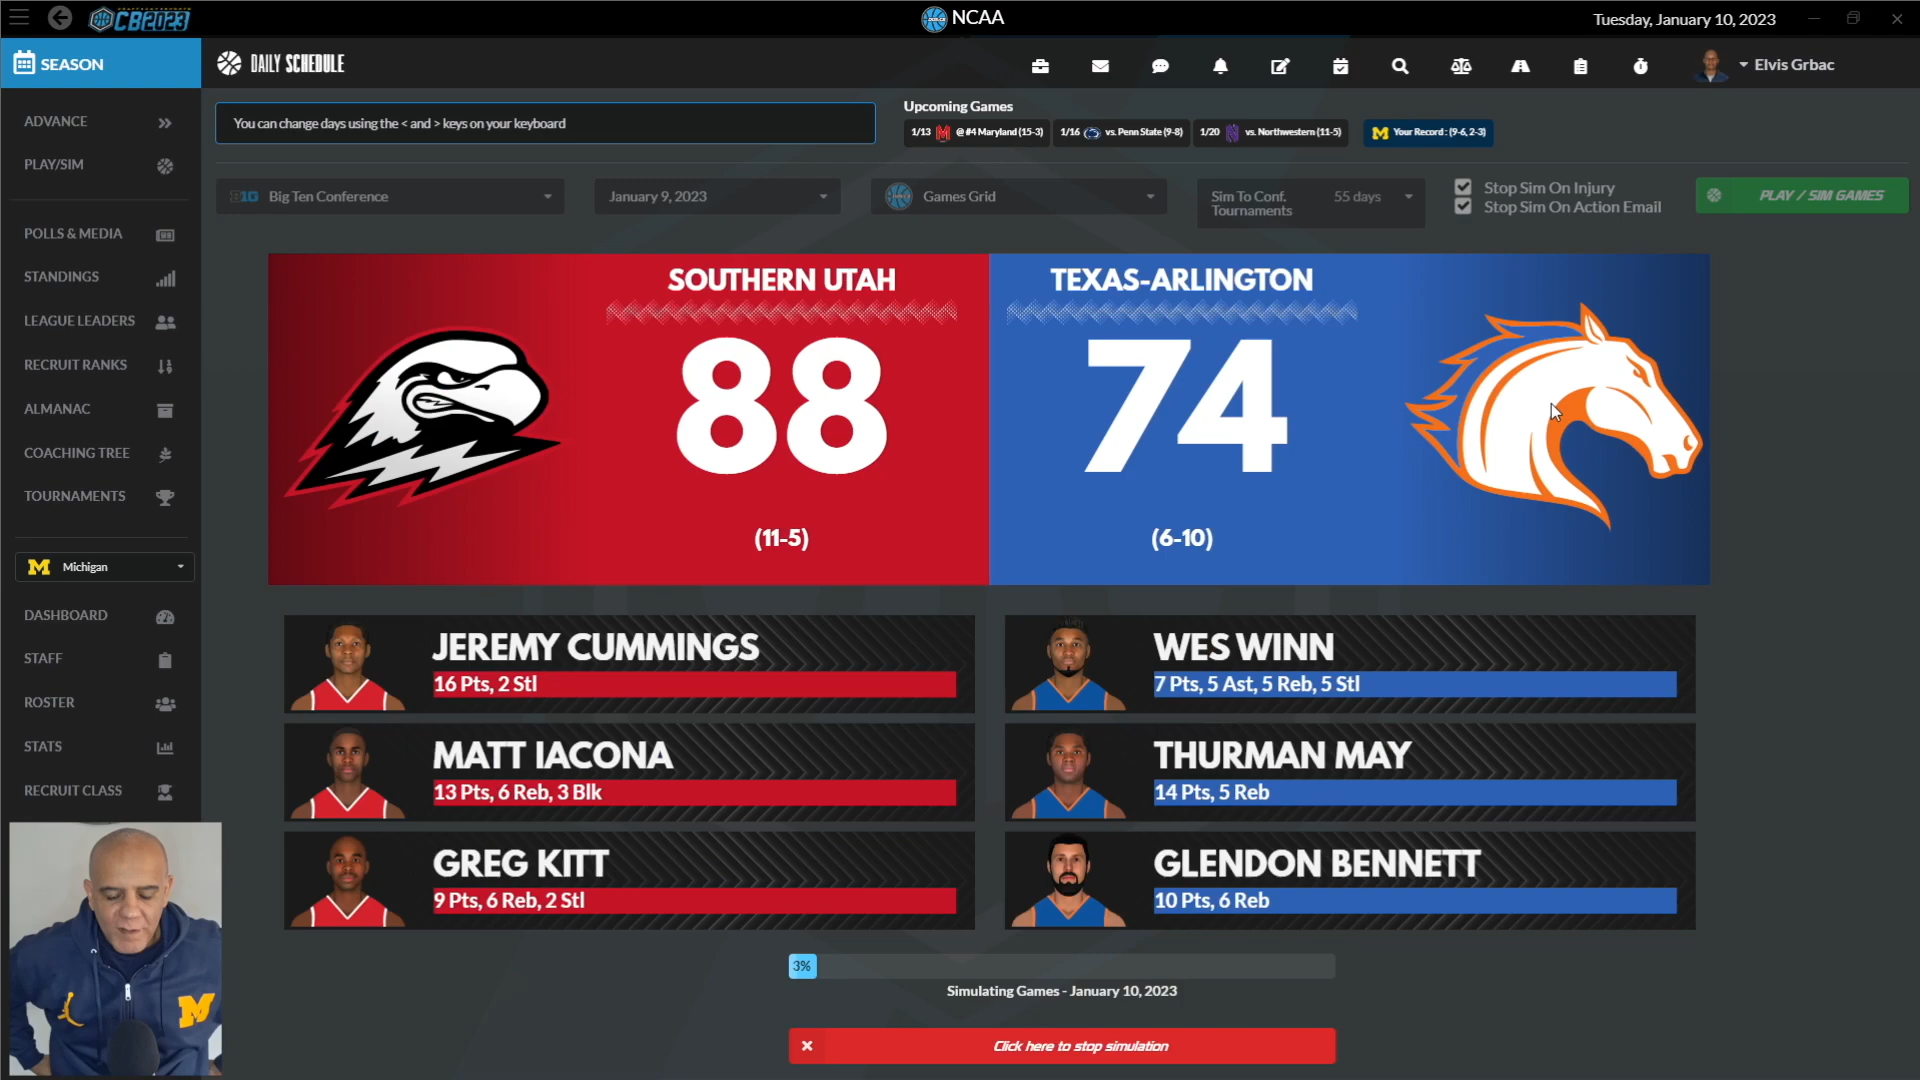 CB2023
NCAA
Tuesday, January 10, 2023
SEASON
DAILY SCHEDULE
Elvis Grbac
ADVANCE
PLAY/SIM
POLLS & MEDIA
STANDINGS
LEAGUE LEADERS
RECRUIT RANKS
ALMANAC
COACHING TREE
TOURNAMENTS
Michigan
DASHBOARD
STAFF
ROSTER
STATS
RECRUIT CLASS
You can change days using the < and > keys on your keyboard
Upcoming Games
1/13 @ #4 Maryland (15-3)
1/16 vs. Penn State (9-8)
1/20 vs. Northwestern (11-5)
Your Record : (9-6, 2-3)
B1G Big Ten Conference
January 9, 2023
Games Grid
Sim To Conf.
Tournaments
55 days
Stop Sim On Injury
Stop Sim On Action Email
PLAY / SIM GAMES
SOUTHERN UTAH
88
(11-5)
TEXAS-ARLINGTON
74
(6-10)
JEREMY CUMMINGS
16 Pts, 2 Stl
MATT IACONA
13 Pts, 6 Reb, 3 Blk
GREG KITT
9 Pts, 6 Reb, 2 Stl
WES WINN
7 Pts, 5 Ast, 5 Reb, 5 Stl
THURMAN MAY
14 Pts, 5 Reb
GLENDON BENNETT
10 Pts, 6 Reb
3%
Simulating Games - January 10, 2023
Click here to stop simulation
M